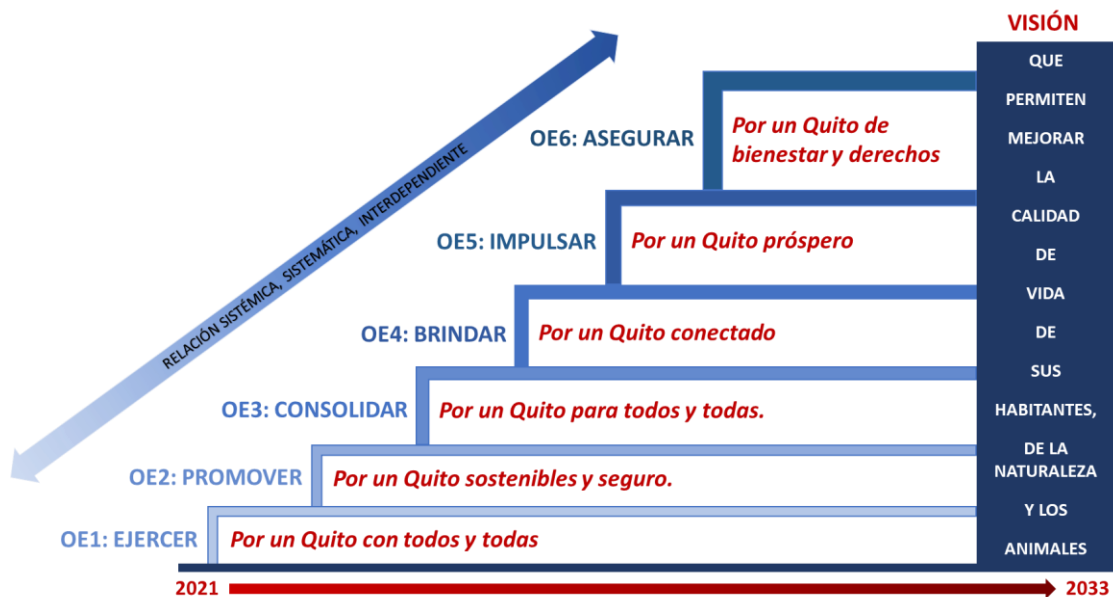 VISIÓN
QUE
PERMITEN
MEJORAR
LA
CALIDAD
DE
VIDA
DE
SUS
HABITANTES,
DE LA
NATURALEZA
Y LOS
ANIMALES
RELACIÓN SISTÉMICA, SISTEMÁTICA, INTERDEPENDIENTE
OE6: ASEGURAR
Por un Quito de
bienestar y derechos
OE5: IMPULSAR
Por un Quito próspero
OE4: BRINDAR
Por un Quito conectado
OE3: CONSOLIDAR
Por un Quito para todos y todas.
OE2: PROMOVER
Por un Quito sostenibles y seguro.
OE1: EJERCER
Por un Quito con todos y todas
2021
2033